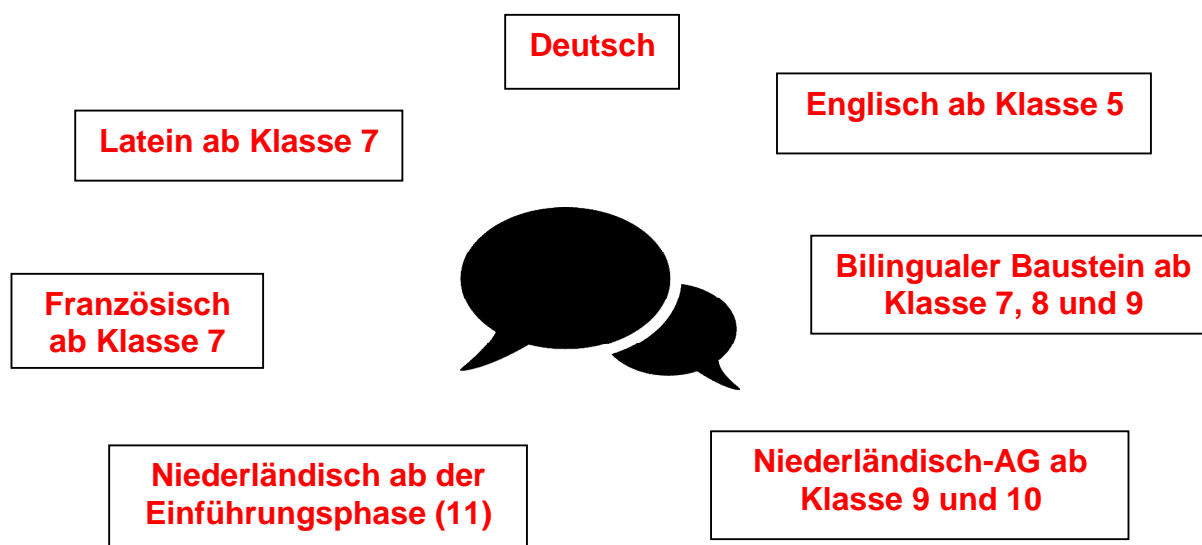 Deutsch
Englisch ab Klasse 5
Latein ab Klasse 7
Bilingualer Baustein ab
Klasse 7, 8 und 9
Französisch
ab Klasse 7
Niederländisch-AG ab
Klasse 9 und 10
Niederländisch ab der
Einführungsphase (11)